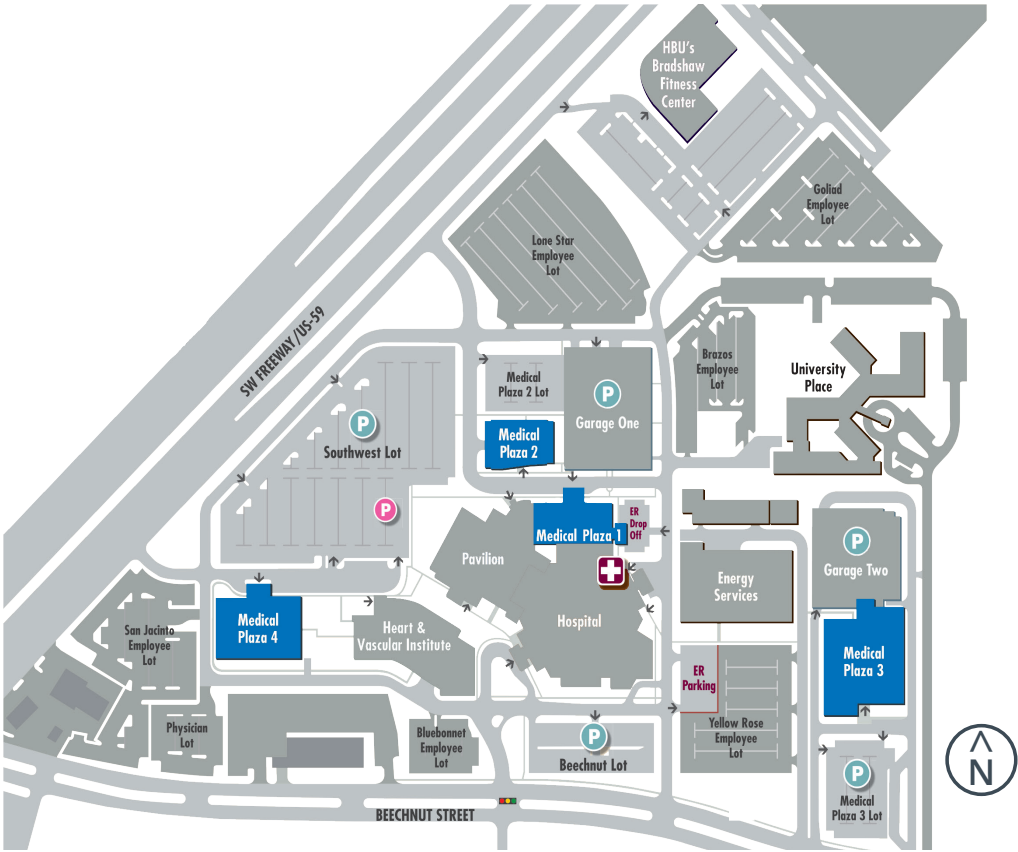 HBU's
Bradshaw
Fitness
Center
Goliad
Employee
Lot
Lone Star
Employee
Lot
SW FREEWAY/US-59
Brazos
Employee
Lot
University
Place
Medical
Plaza 2 Lot
P
Garage One
P
Southwest Lot
Medical
Plaza 2
P
ER
Drop
Off
Medical Plaza 1
Pavilion
P
Garage Two
Energy
Services
Hospital
Medical
Plaza 4
San Jacinto
Employee
Lot
Heart &
Vascular Institute
Medical
Plaza 3
ER
Parking
Physician
Lot
Bluebonnet
Employee
Lot
P
Beechnut Lot
Yellow Rose
Employee
Lot
P
Medical
Plaza 3 Lot
N
BEECHNUT STREET